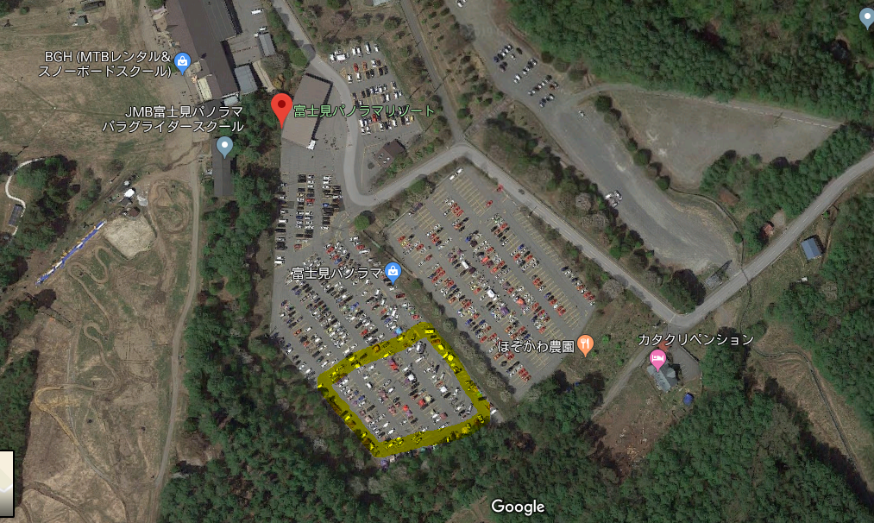 BGH (MTBレンタル&
スノーボードスクール)
JMB富士見パノラマ
パラグライダースクール
富士見パノラマリゾート
富士見パノラマ
ほそかわ農園
カタクリペンション
Google